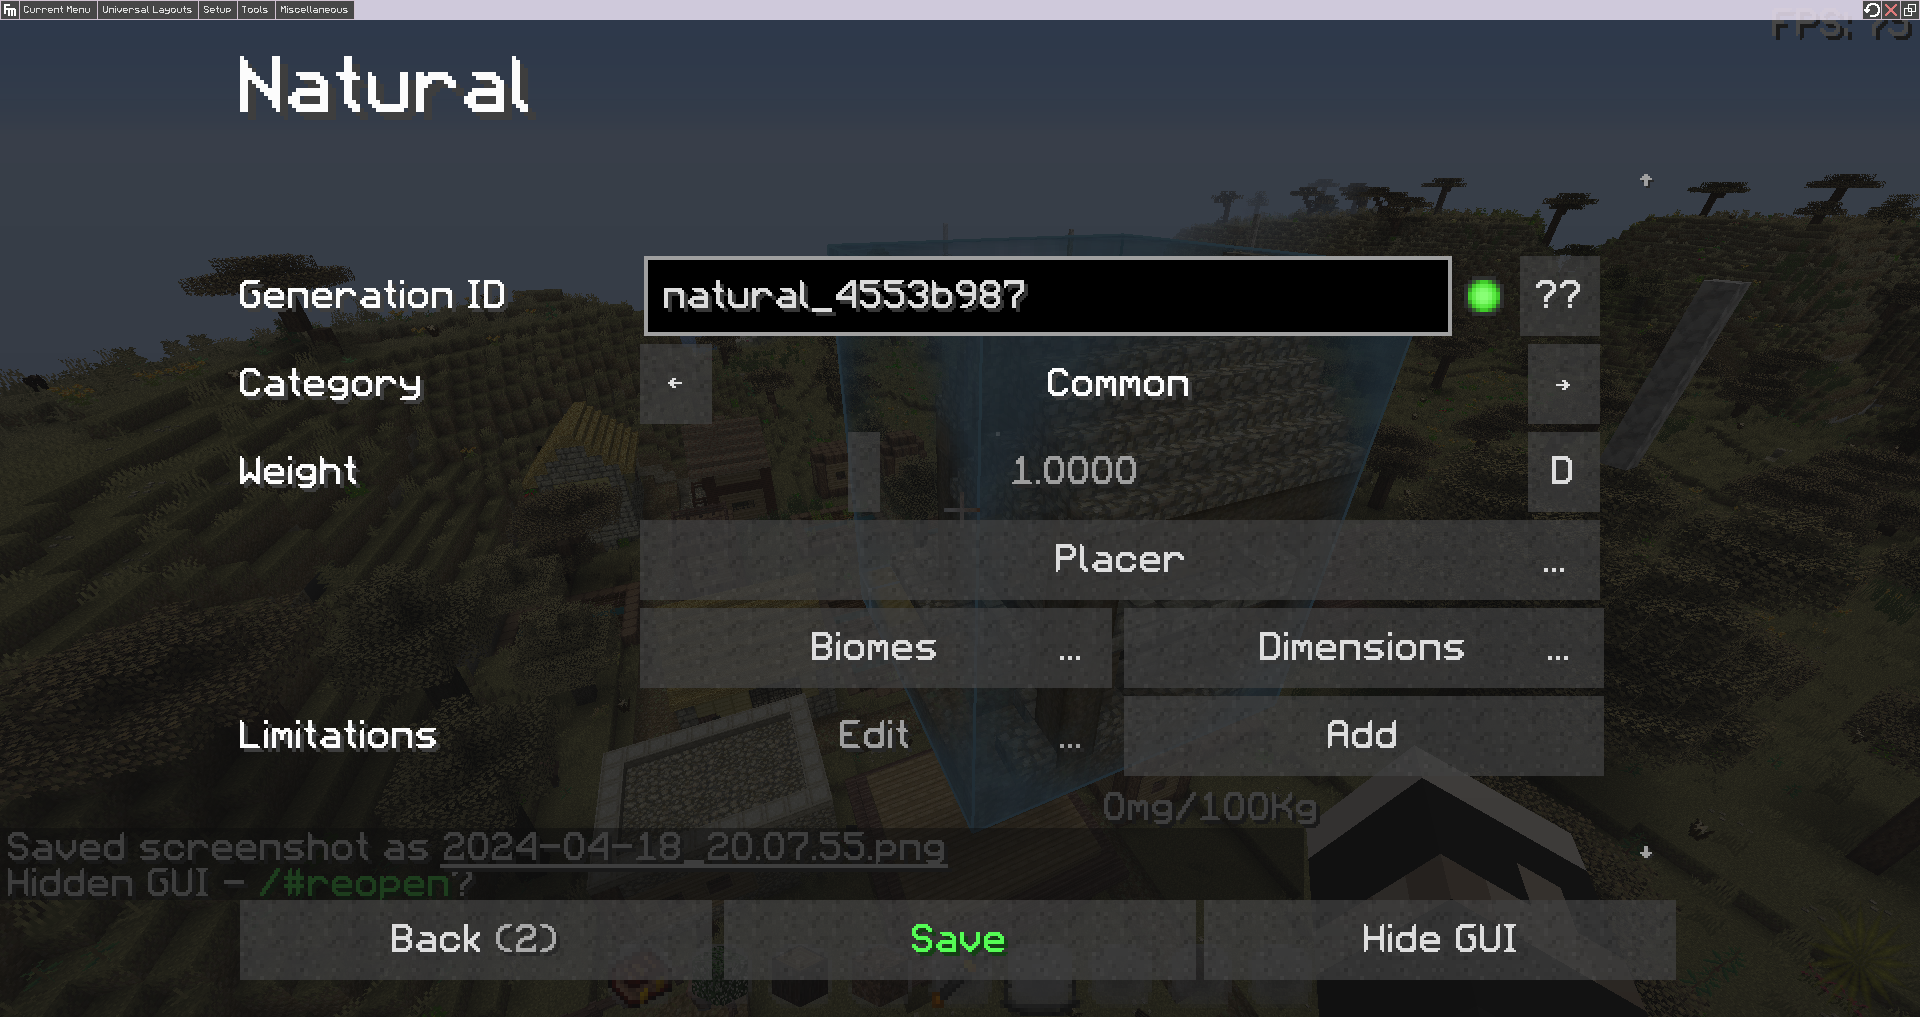 Current Menu Universal Layouts Setup Tools Miscellaneous
FPS: 75
Natural
Generation ID natural_4553b987 ??
Category ← Common →
Weight 1.0000 D
Placer ...
Biomes ... Dimensions ...
Limitations Edit ... Add
0mg/100Kg
Saved screenshot as 2024-04-18_20.07.55.png
Hidden GUI - /#reopen?
Back (2) Save Hide GUI